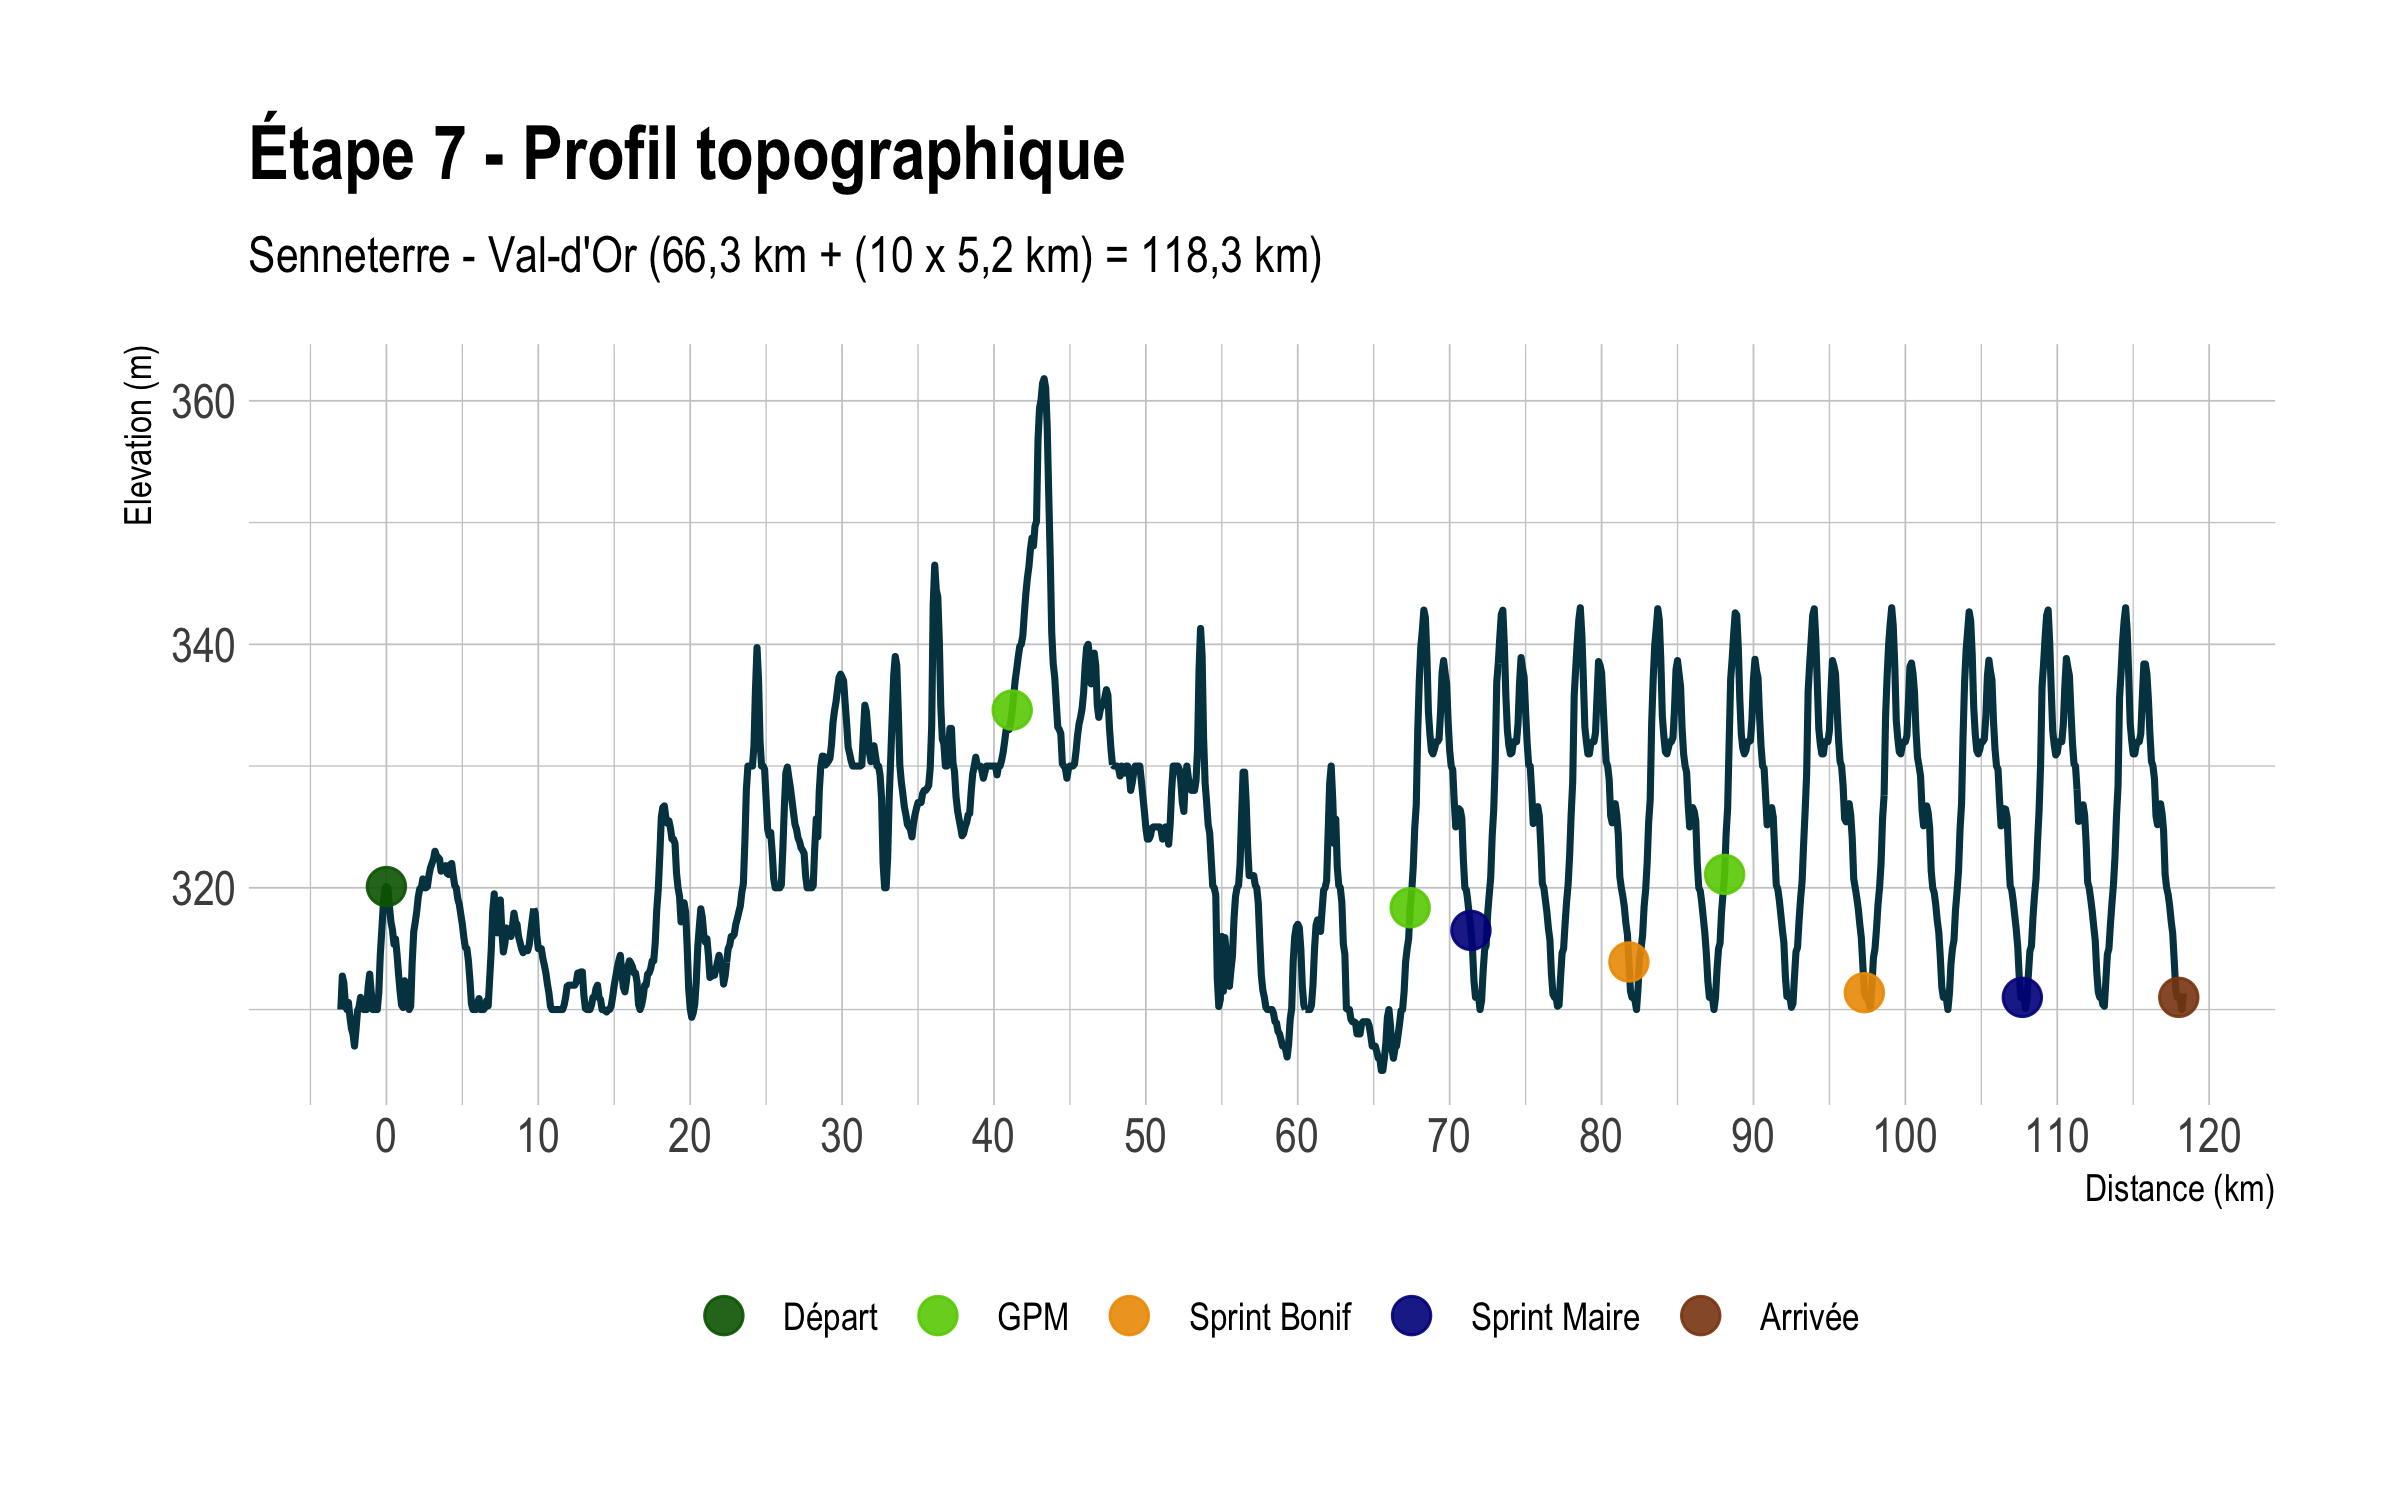 Étape 7 - Profil topographique
Senneterre - Val-d'Or (66,3 km + (10 x 5,2 km) = 118,3 km)
Elevation (m)
360
340
320
0 10 20 30 40 50 60 70 80 90 100 110 120
Distance (km)
Départ GPM Sprint Bonif Sprint Maire Arrivée